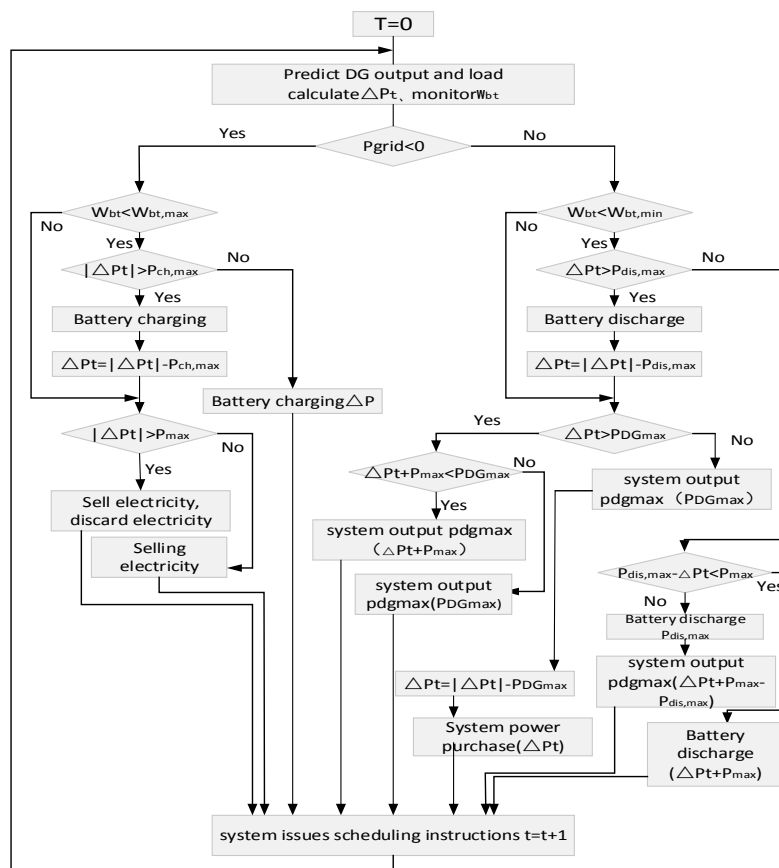 T=0
Predict DG output and load
calculate△Pt、monitorWbt
Yes
No
Pgrid<0
Wbt<Wbt,max
Wbt<Wbt,min
No
Yes
No
Yes
|△Pt|>Pch,max
No
△Pt>Pdis,max
No
Yes
Yes
Battery charging
Battery discharge
△Pt=|△Pt|-Pch,max
△Pt=|△Pt|-Pdis,max
Battery charging△P
|△Pt|>Pmax
No
Yes
Yes
△Pt>PDGmax
No
△Pt+Pmax<PDGmax
No
Yes
system output
pdgmax（PDGmax）
Sell electricity,
discard electricity
system output pdgmax
（△Pt+Pmax）
Selling
electricity
system output
pdgmax(PDGmax)
Pdis,max-△Pt<Pmax
Yes
No
Battery discharge
Pdis,max
system output
pdgmax(△Pt+Pmax-
Pdis,max)
△Pt=|△Pt|-PDGmax
System power
purchase(△Pt)
Battery
discharge
(△Pt+Pmax)
system issues scheduling instructions t=t+1